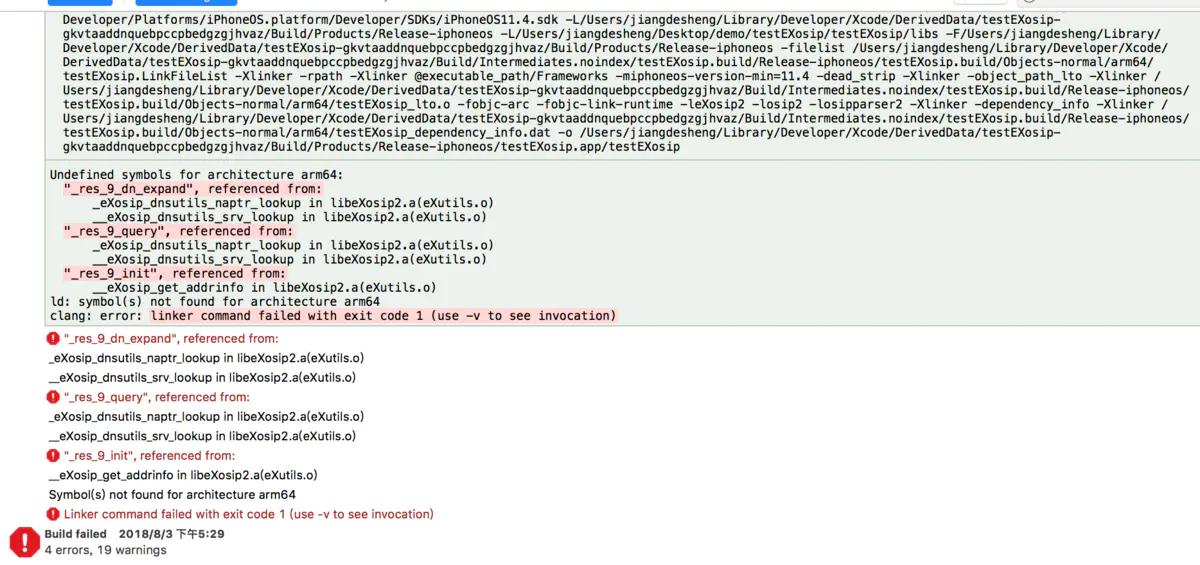 Developer/Platforms/iPhoneOS.platform/Developer/SDKs/iPhoneOS11.4.sdk -L/Users/jiangdesheng/Library/Developer/Xcode/DerivedData/testEXosip-
gkvtaaddnquebpccpbedgzgjhvaz/Build/Products/Release-iphoneos -L/Users/jiangdesheng/Desktop/demo/testEXosip/testEXosip/libs -F/Users/jiangdesheng/Library/
Developer/Xcode/DerivedData/testEXosip-gkvtaaddnquebpccpbedgzgjhvaz/Build/Products/Release-iphoneos -filelist /Users/jiangdesheng/Library/Developer/Xcode/
DerivedData/testEXosip-gkvtaaddnquebpccpbedgzgjhvaz/Build/Intermediates.noindex/testEXosip.build/Release-iphoneos/testEXosip.build/Objects-normal/arm64/
testEXosip.LinkFileList -Xlinker -rpath -Xlinker @executable_path/Frameworks -miphoneos-version-min=11.4 -dead_strip -Xlinker -object_path_lto -Xlinker /
Users/jiangdesheng/Library/Developer/Xcode/DerivedData/testEXosip-gkvtaaddnquebpccpbedgzgjhvaz/Build/Intermediates.noindex/testEXosip.build/Release-iphoneos/
testEXosip.build/Objects-normal/arm64/testEXosip_lto.o -fobjc-arc -fobjc-link-runtime -leXosip2 -losip2 -losipparser2 -Xlinker -dependency_info -Xlinker /
Users/jiangdesheng/Library/Developer/Xcode/DerivedData/testEXosip-gkvtaaddnquebpccpbedgzgjhvaz/Build/Intermediates.noindex/testEXosip.build/Release-iphoneos/
testEXosip.build/Objects-normal/arm64/testEXosip_dependency_info.dat -o /Users/jiangdesheng/Library/Developer/Xcode/DerivedData/testEXosip-
gkvtaaddnquebpccpbedgzgjhvaz/Build/Products/Release-iphoneos/testEXosip.app/testEXosip
Undefined symbols for architecture arm64:
"_res_9_dn_expand", referenced from:
_eXosip_dnsutils_naptr_lookup in libeXosip2.a(eXutils.o)
__eXosip_dnsutils_srv_lookup in libeXosip2.a(eXutils.o)
"_res_9_query", referenced from:
_eXosip_dnsutils_naptr_lookup in libeXosip2.a(eXutils.o)
__eXosip_dnsutils_srv_lookup in libeXosip2.a(eXutils.o)
"_res_9_init", referenced from:
__eXosip_get_addrinfo in libeXosip2.a(eXutils.o)
ld: symbol(s) not found for architecture arm64
clang: error: linker command failed with exit code 1 (use -v to see invocation)
"_res_9_dn_expand", referenced from:
_eXosip_dnsutils_naptr_lookup in libeXosip2.a(eXutils.o)
__eXosip_dnsutils_srv_lookup in libeXosip2.a(eXutils.o)
"_res_9_query", referenced from:
_eXosip_dnsutils_naptr_lookup in libeXosip2.a(eXutils.o)
__eXosip_dnsutils_srv_lookup in libeXosip2.a(eXutils.o)
"_res_9_init", referenced from:
__eXosip_get_addrinfo in libeXosip2.a(eXutils.o)
Symbol(s) not found for architecture arm64
Linker command failed with exit code 1 (use -v to see invocation)
Build failed 2018/8/3 下午5:29
4 errors, 19 warnings